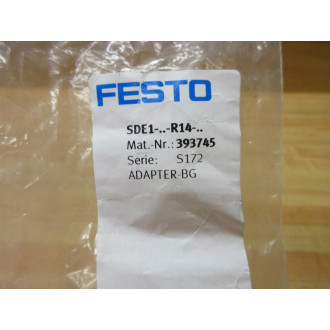 FESTO
SDE1-..-R14-..
Mat.-Nr.: 393745
Serie: S172
ADAPTER-BG